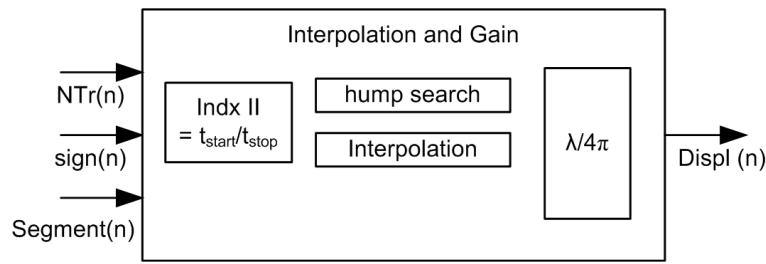 Interpolation and Gain
NTr(n)
sign(n)
Segment(n)
Indx II
= tstart/tstop
hump search
Interpolation
λ/4π
Displ (n)